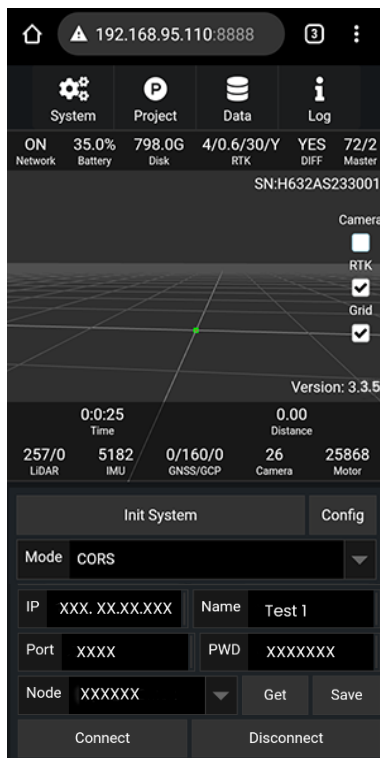 192.168.95.110:8888 3
System Project Data Log
ON 35.0% 798.0G 4/0.6/30/Y YES 72/2
Network Battery Disk RTK DIFF Master
SN:H632AS233001
Camera
RTK
Grid
Version: 3.3.5
0:0:25 0.00
Time Distance
257/0 5182 0/160/0 26 25868
LiDAR IMU GNSS/GCP Camera Motor
Init System Config
Mode CORS
IP XXX. XX.XX.XXX Name Test 1
Port XXXX PWD XXXXXXX
Node XXXXXX Get Save
Connect Disconnect